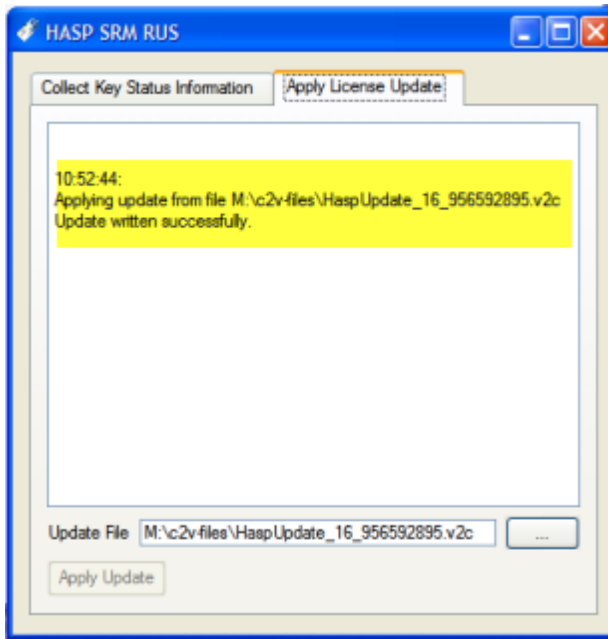 HASP SRM RUS
Collect Key Status Information
Apply License Update
10:52:44:
Applying update from file M:\c2v-files\HaspUpdate_16_956592895.v2c
Update written successfully.
Update File M:\c2v-files\HaspUpdate_16_956592895.v2c ...
Apply Update